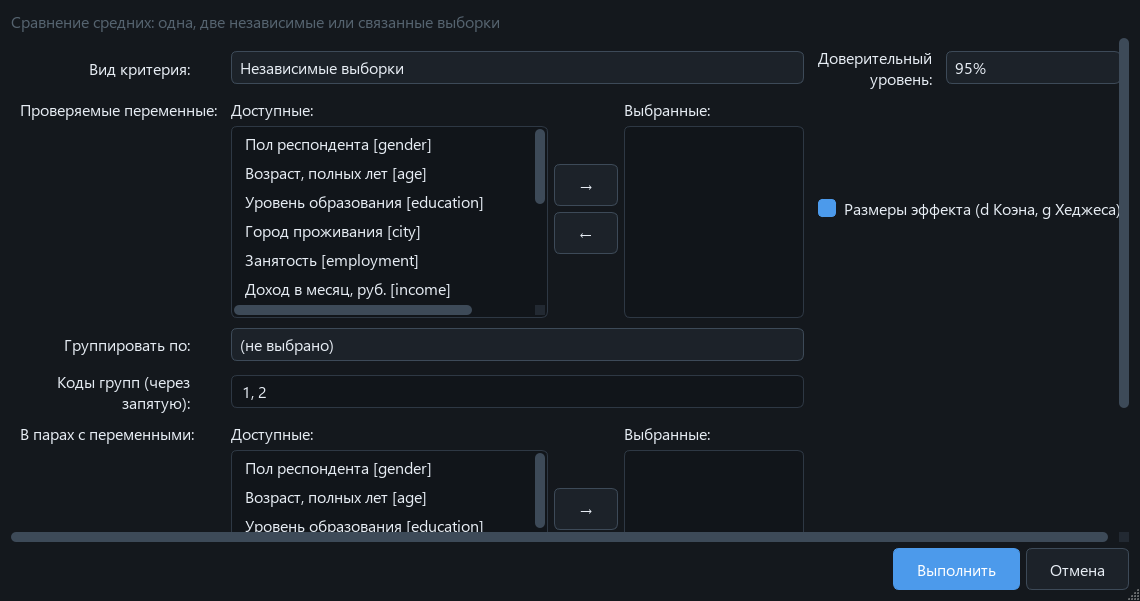 Сравнение средних: одна, две независимые или связанные выборки
Вид критерия:
Независимые выборки
Доверительный
уровень:
95%
Проверяемые переменные:
Доступные:
Выбранные:
Пол респондента [gender]
Возраст, полных лет [age]
Уровень образования [education]
Город проживания [city]
Занятость [employment]
Доход в месяц, руб. [income]
→
←
Размеры эффекта (d Коэна, g Хеджеса)
Группировать по:
(не выбрано)
Коды групп (через
запятую):
1, 2
В парах с переменными:
Доступные:
Выбранные:
Пол респондента [gender]
Возраст, полных лет [age]
Уровень образования [education]
→
Выполнить
Отмена